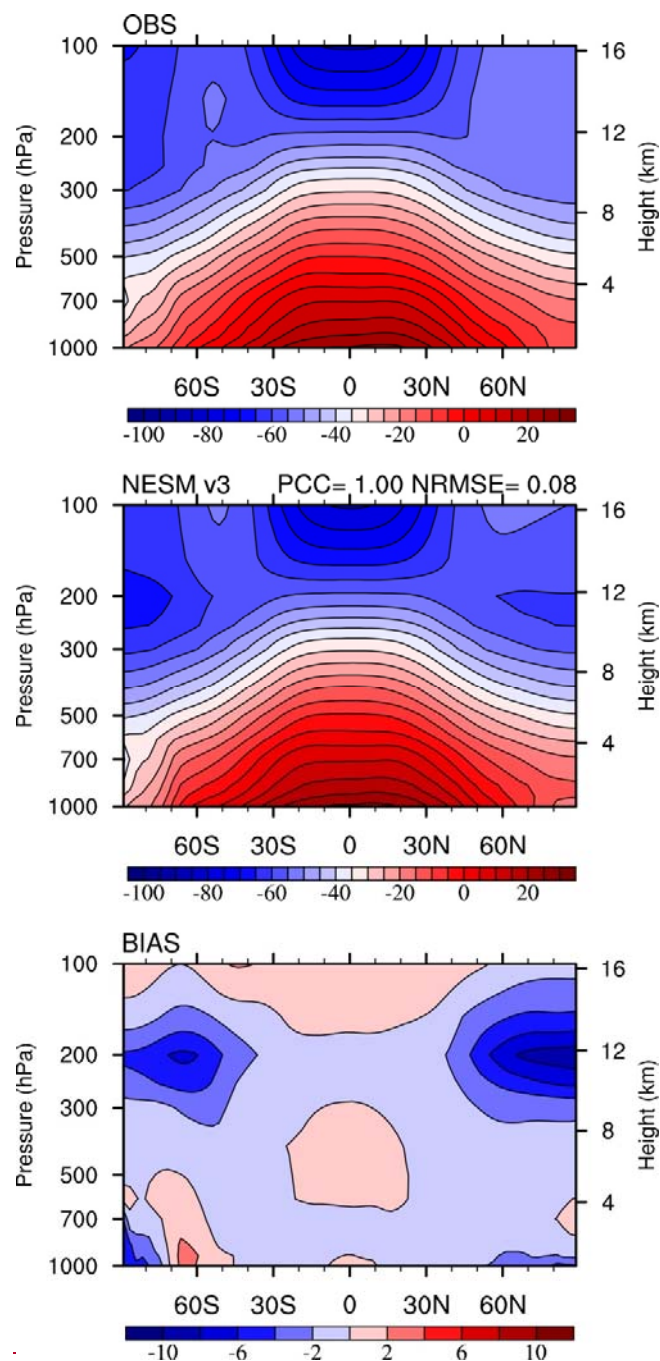 OBS
100
200
300
500
700
1000
Pressure (hPa)
16
12
8
4
Height (km)
60S 30S 0 30N 60N
-100 -80 -60 -40 -20 0 20
NESM v3 PCC= 1.00 NRMSE= 0.08
100
200
300
500
700
1000
Pressure (hPa)
16
12
8
4
Height (km)
60S 30S 0 30N 60N
-100 -80 -60 -40 -20 0 20
BIAS
100
200
300
500
700
1000
Pressure (hPa)
16
12
8
4
Height (km)
60S 30S 0 30N 60N
-10 -6 -2 2 6 10